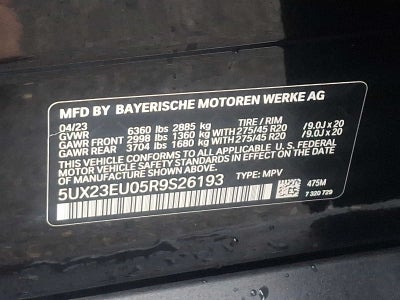 MFD BY BAYERISCHE MOTOREN WERKE AG
04/23 6360 lbs 2885 kg TIRE / RIM
GVWR
GAWR FRONT 2998 lbs 1360 kg WITH 275/45 R20 /9.0J x 20
GAWR REAR 3704 lbs 1680 kg WITH 275/45 R20 /9.0J x 20
THIS VEHICLE CONFORMS TO ALL APPLICABLE U. S. FEDERAL
MOTOR VEHICLE SAFETY STANDARDS IN EFFECT ON THE
DATE OF MANUFACTURE SHOWN ABOVE.
5UX23EU05R9S26193 TYPE: MPV
475M
7 320 729